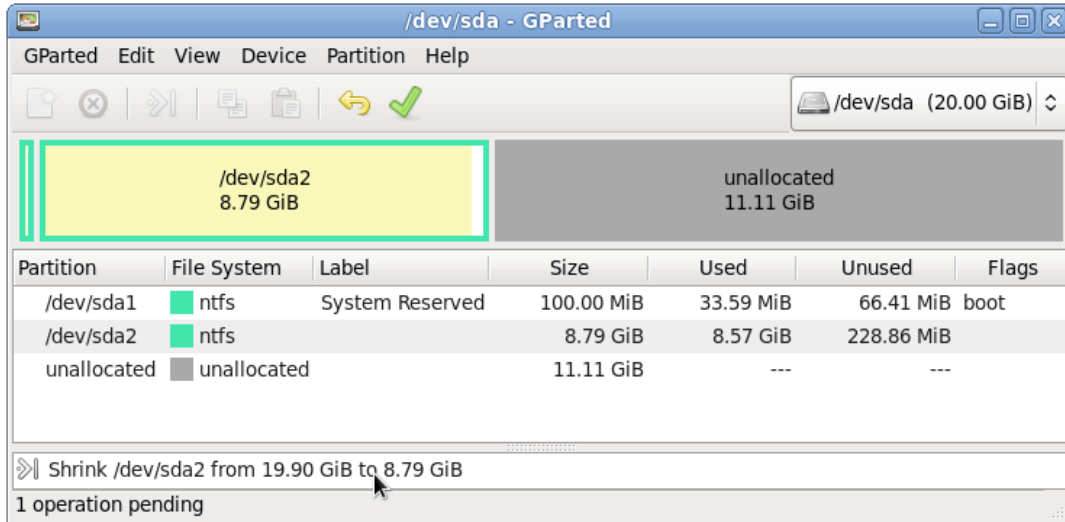 /dev/sda - GParted
GParted Edit View Device Partition Help
/dev/sda (20.00 GiB)
/dev/sda2
8.79 GiB
unallocated
11.11 GiB
Partition File System Label Size Used Unused Flags
/dev/sda1 ntfs System Reserved 100.00 MiB 33.59 MiB 66.41 MiB boot
/dev/sda2 ntfs 8.79 GiB 8.57 GiB 228.86 MiB
unallocated unallocated 11.11 GiB --- ---
Shrink /dev/sda2 from 19.90 GiB to 8.79 GiB
1 operation pending